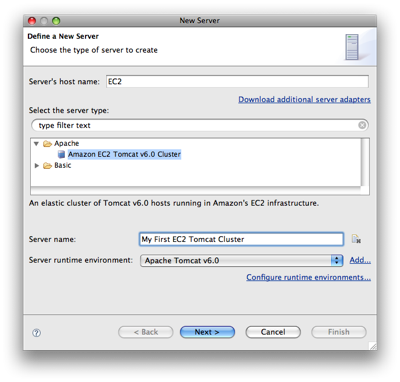 New Server
Define a New Server
Choose the type of server to create
Server's host name: EC2
Download additional server adapters
Select the server type:
type filter text
Apache
Amazon EC2 Tomcat v6.0 Cluster
Basic
An elastic cluster of Tomcat v6.0 hosts running in Amazon's EC2 infrastructure.
Server name: My First EC2 Tomcat Cluster
Server runtime environment: Apache Tomcat v6.0 Add...
Configure runtime environments...
? < Back Next > Cancel Finish